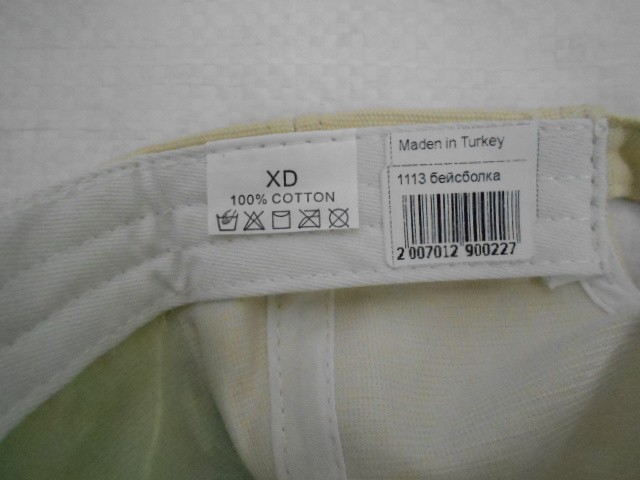 XD
100% COTTON
Maden in Turkey
1113 бейсболка
2 007012 900227